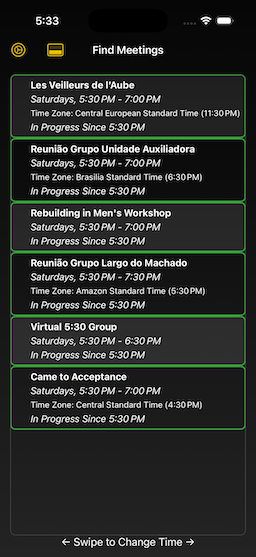 5:33
Find Meetings
Les Veilleurs de l'Aube
Saturdays, 5:30 PM - 7:00 PM
Time Zone: Central European Standard Time (11:30 PM)
In Progress Since 5:30 PM
Reunião Grupo Unidade Auxiliadora
Saturdays, 5:30 PM - 7:00 PM
Time Zone: Brasilia Standard Time (6:30 PM)
In Progress Since 5:30 PM
Rebuilding in Men's Workshop
Saturdays, 5:30 PM - 7:00 PM
In Progress Since 5:30 PM
Reunião Grupo Largo do Machado
Saturdays, 5:30 PM - 7:30 PM
Time Zone: Amazon Standard Time (5:30 PM)
In Progress Since 5:30 PM
Virtual 5:30 Group
Saturdays, 5:30 PM - 6:30 PM
In Progress Since 5:30 PM
Came to Acceptance
Saturdays, 5:30 PM - 7:00 PM
Time Zone: Central Standard Time (4:30 PM)
In Progress Since 5:30 PM
← Swipe to Change Time →